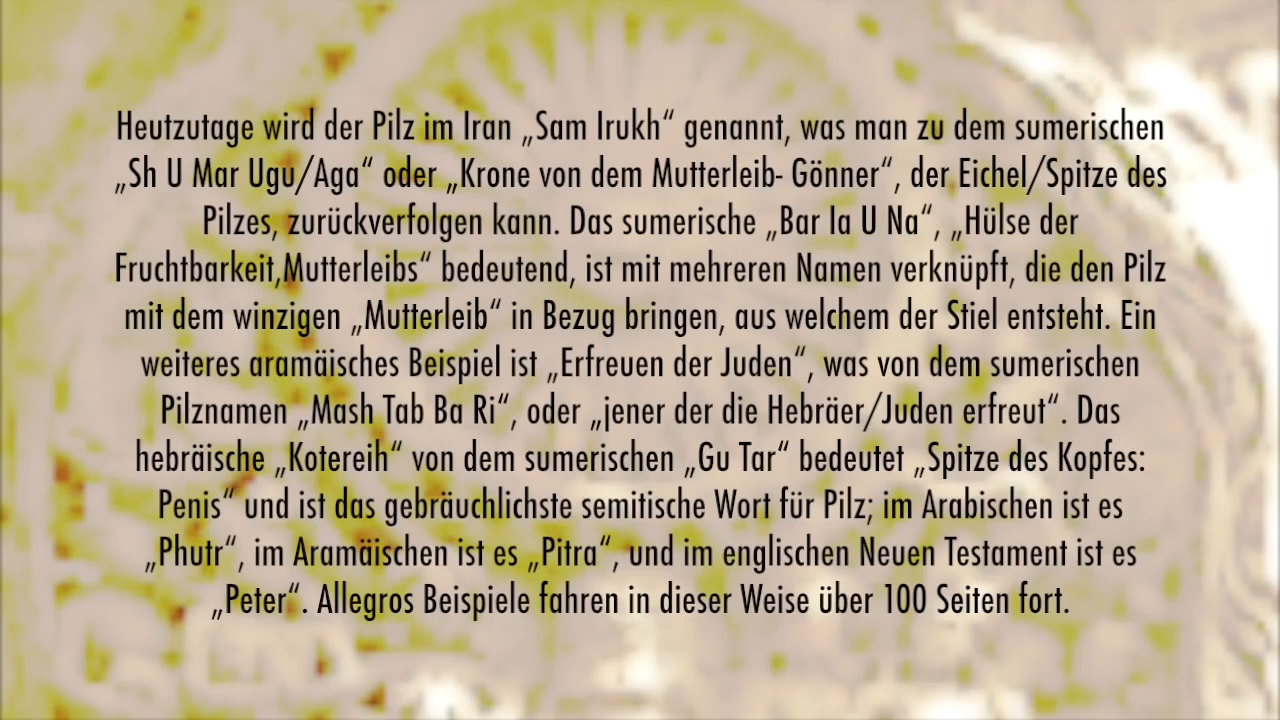 Heutzutage wird der Pilz im Iran „Sam Irukh“ genannt, was man zu dem sumerischen
„Sh U Mar Ugu/Aga“ oder „Krone von dem Mutterleib- Gönner“, der Eichel/Spitze des
Pilzes, zurückverfolgen kann. Das sumerische „Bar Ia U Na“, „Hülse der
Fruchtbarkeit,Mutterleibs“ bedeutend, ist mit mehreren Namen verknüpft, die den Pilz
mit dem winzigen „Mutterleib“ in Bezug bringen, aus welchem der Stiel entsteht. Ein
weiteres aramäisches Beispiel ist „Erfreuen der Juden“, was von dem sumerischen
Pilznamen „Mash Tab Ba Ri“, oder „jener der die Hebräer/Juden erfreut“. Das
hebräische „Kotereih“ von dem sumerischen „Gu Tar“ bedeutet „Spitze des Kopfes:
Penis“ und ist das gebräuchlichste semitische Wort für Pilz; im Arabischen ist es
„Phutr“, im Aramäischen ist es „Pitra“, und im englischen Neuen Testament ist es
„Peter“. Allegros Beispiele fahren in dieser Weise über 100 Seiten fort.